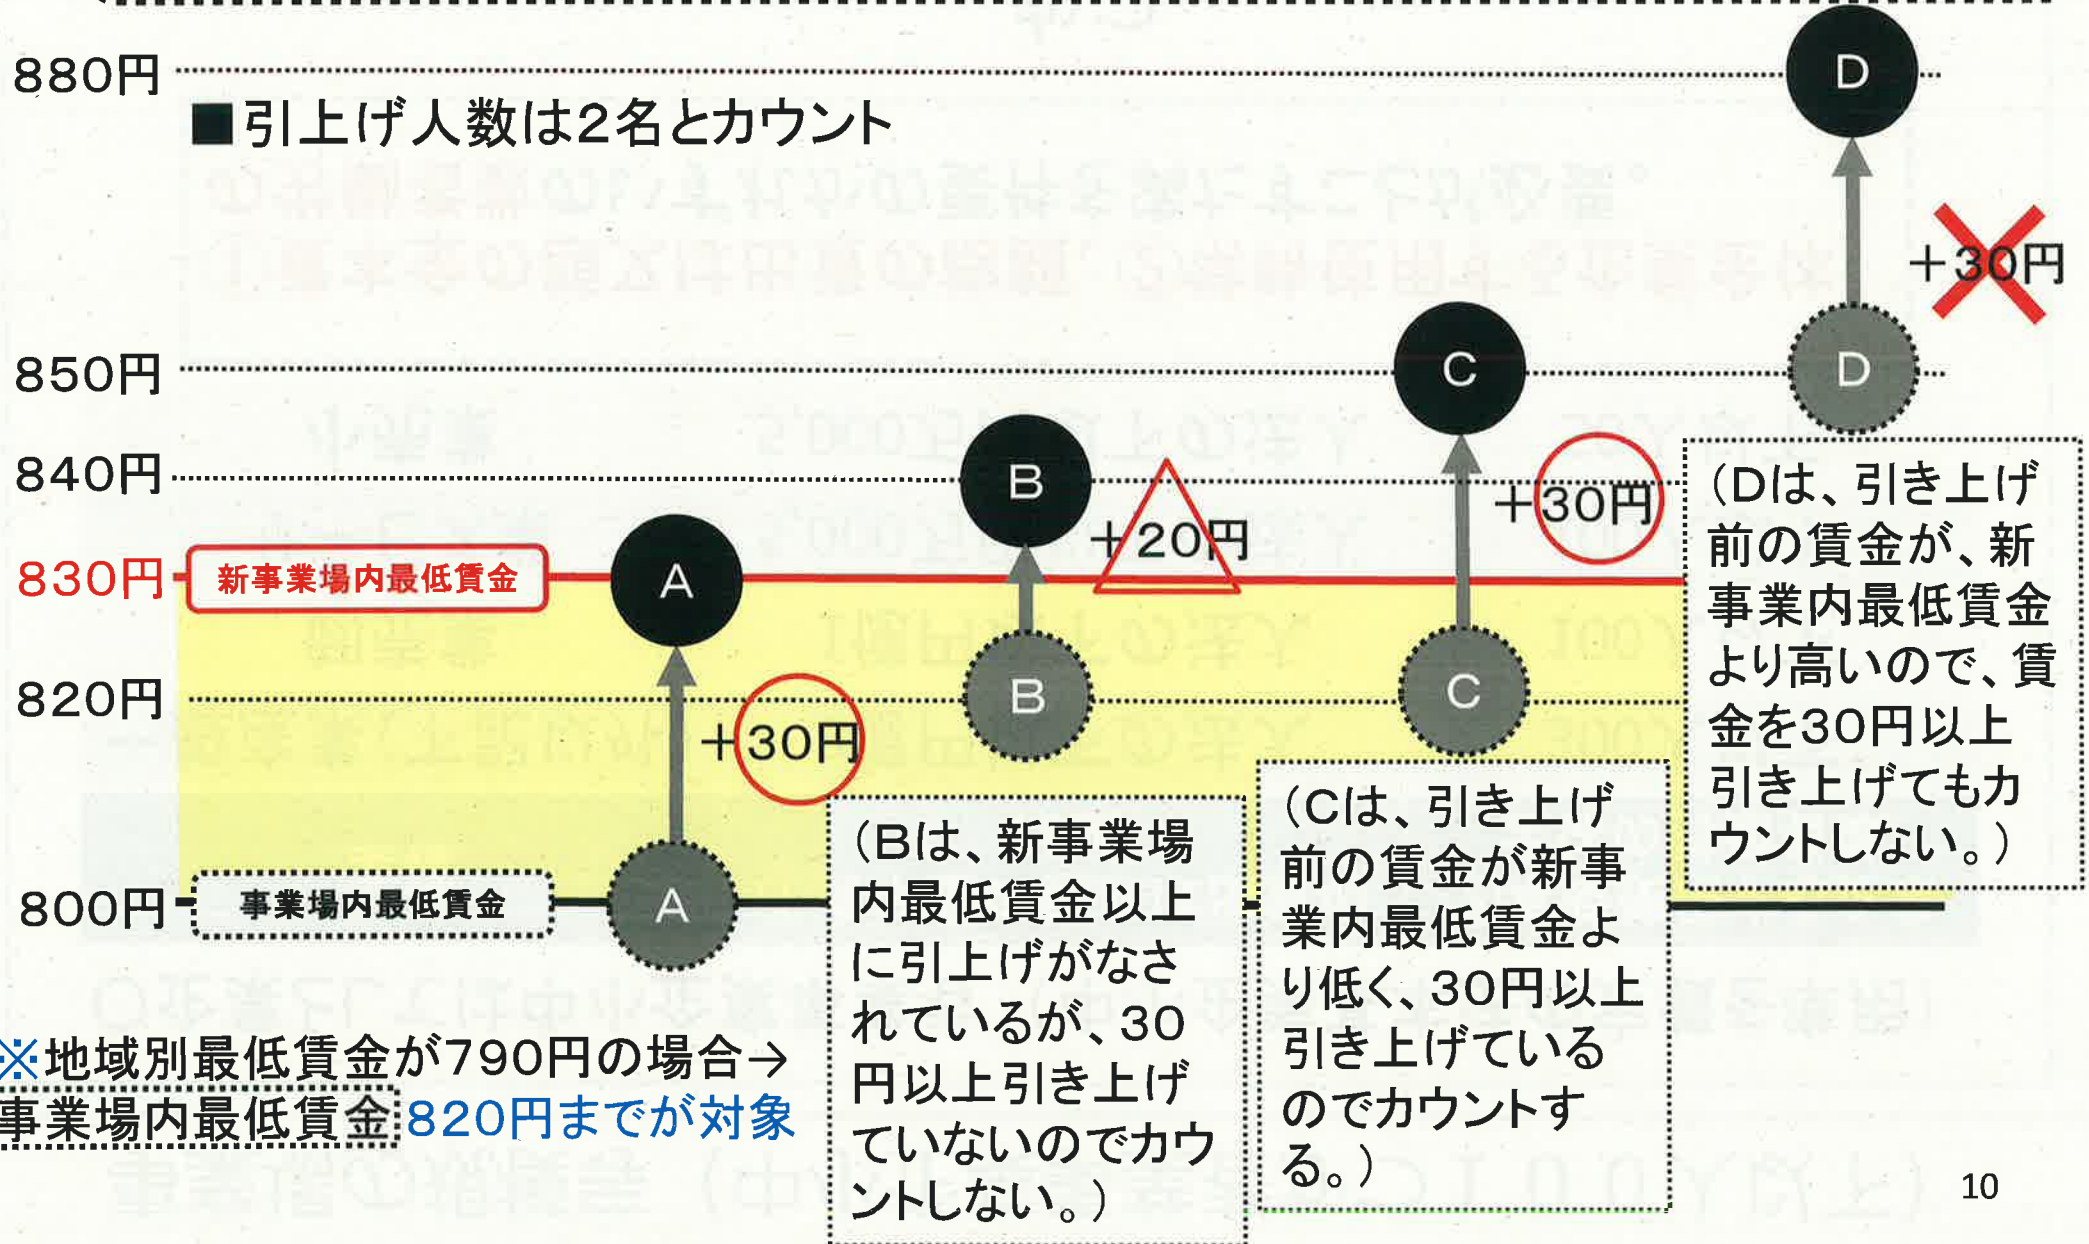 880円
D
■引上げ人数は2名とカウント
+30円
850円
C
D
840円
B
+20円
+30円
830円
新事業場内最低賃金
A
820円
B
C
+30円
800円
事業場内最低賃金
A
(Bは、新事業場
内最低賃金以上
に引上げがなさ
れているが、30
円以上引き上げ
ていないのでカウ
ントしない。)
(Cは、引き上げ
前の賃金が新事
業内最低賃金よ
り低く、30円以上
引き上げている
のでカウントす
る。)
(Dは、引き上げ
前の賃金が、新
事業内最低賃金
より高いので、賃
金を30円以上
引き上げてもカ
ウントしない。)
※地域別最低賃金が790円の場合→
事業場内最低賃金 820円までが対象
10